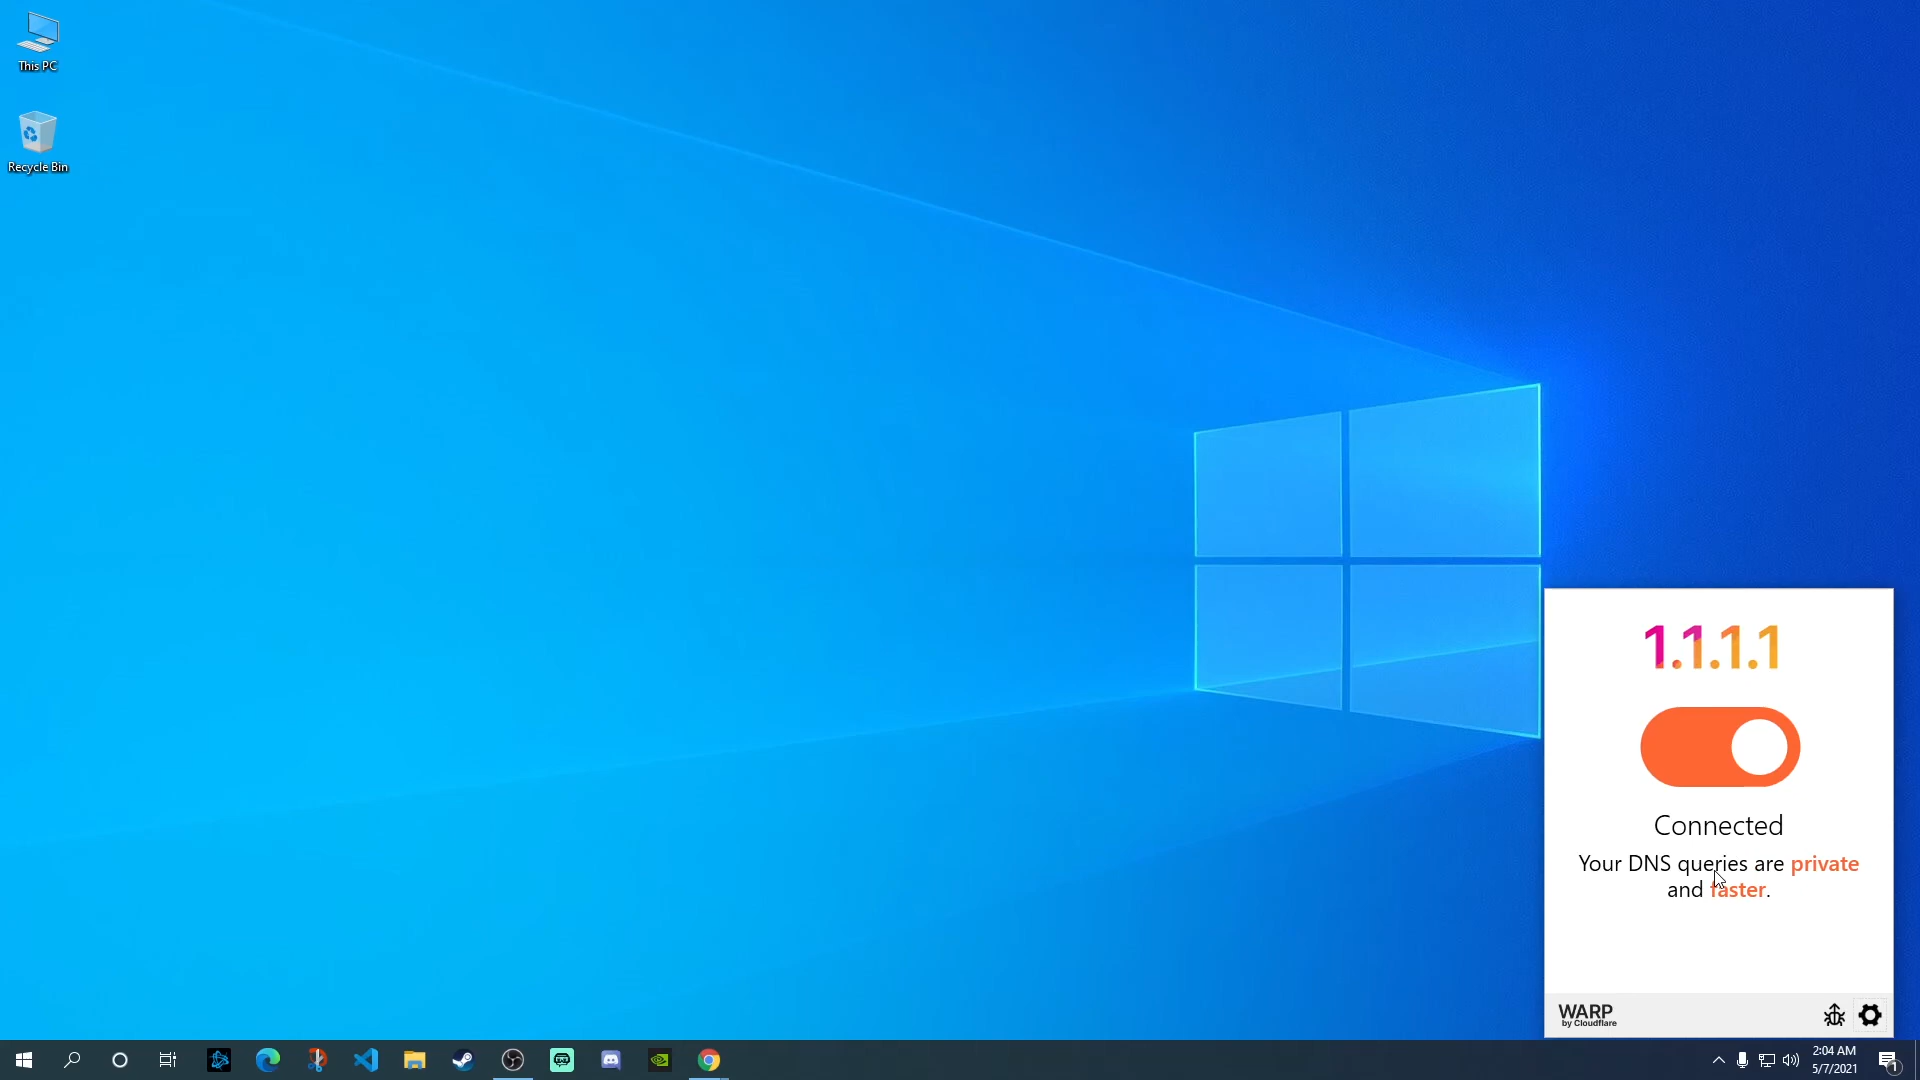 This PC
Recycle Bin
1.1.1.1
Connected
Your DNS queries are private
and faster.
WARP
by Cloudflare
2:04 AM
5/7/2021
1